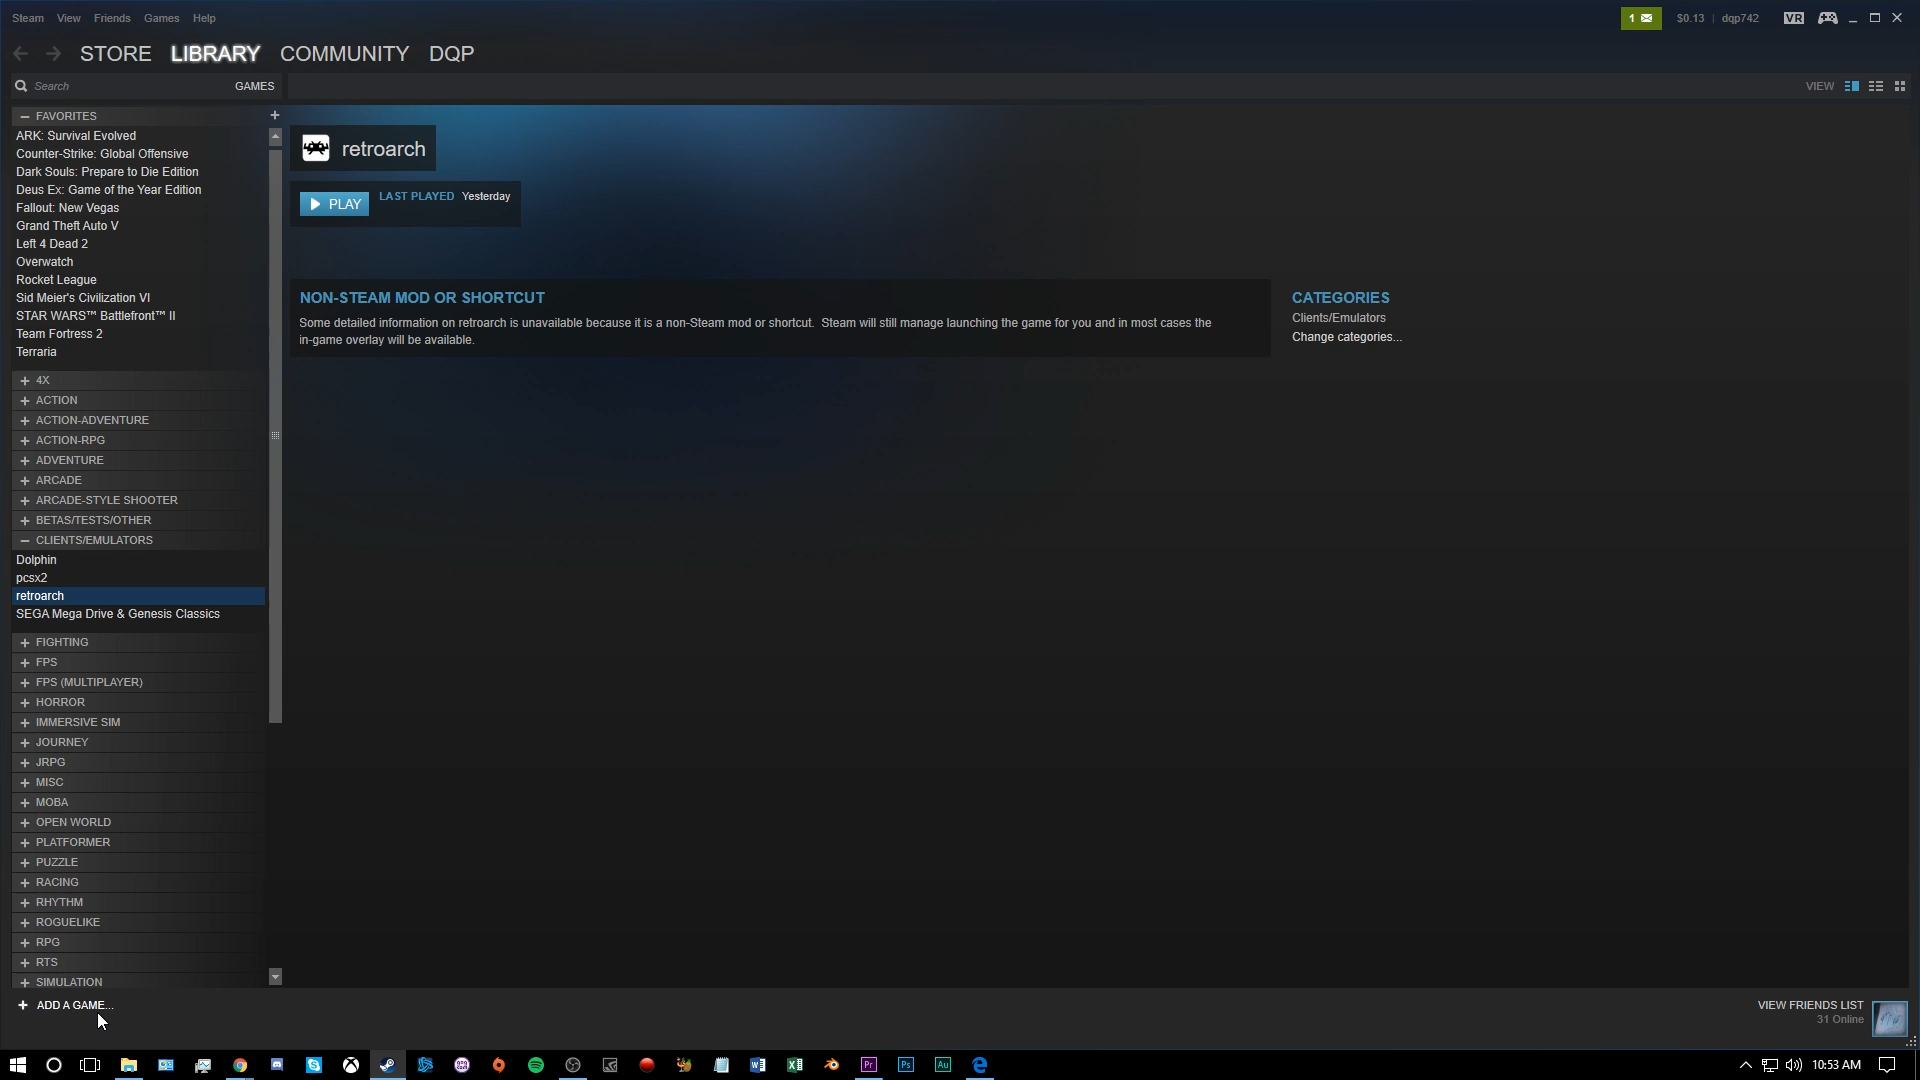 Steam View Friends Games Help
1 $0.13 | dqp742 VR
STORE LIBRARY COMMUNITY DQP
Search GAMES VIEW
— FAVORITES +
ARK: Survival Evolved
Counter-Strike: Global Offensive
Dark Souls: Prepare to Die Edition
Deus Ex: Game of the Year Edition
Fallout: New Vegas
Grand Theft Auto V
Left 4 Dead 2
Overwatch
Rocket League
Sid Meier's Civilization VI
STAR WARS™ Battlefront™ II
Team Fortress 2
Terraria
+ 4X
+ ACTION
+ ACTION-ADVENTURE
+ ACTION-RPG
+ ADVENTURE
+ ARCADE
+ ARCADE-STYLE SHOOTER
+ BETAS/TESTS/OTHER
— CLIENTS/EMULATORS
Dolphin
pcsx2
retroarch
SEGA Mega Drive & Genesis Classics
+ FIGHTING
+ FPS
+ FPS (MULTIPLAYER)
+ HORROR
+ IMMERSIVE SIM
+ JOURNEY
+ JRPG
+ MISC
+ MOBA
+ OPEN WORLD
+ PLATFORMER
+ PUZZLE
+ RACING
+ RHYTHM
+ ROGUELIKE
+ RPG
+ RTS
+ SIMULATION
+ ADD A GAME...
retroarch
PLAY LAST PLAYED Yesterday
NON-STEAM MOD OR SHORTCUT
Some detailed information on retroarch is unavailable because it is a non-Steam mod or shortcut. Steam will still manage launching the game for you and in most cases the
in-game overlay will be available.
CATEGORIES
Clients/Emulators
Change categories...
VIEW FRIENDS LIST
31 Online
Pr Ps Au
10:53 AM